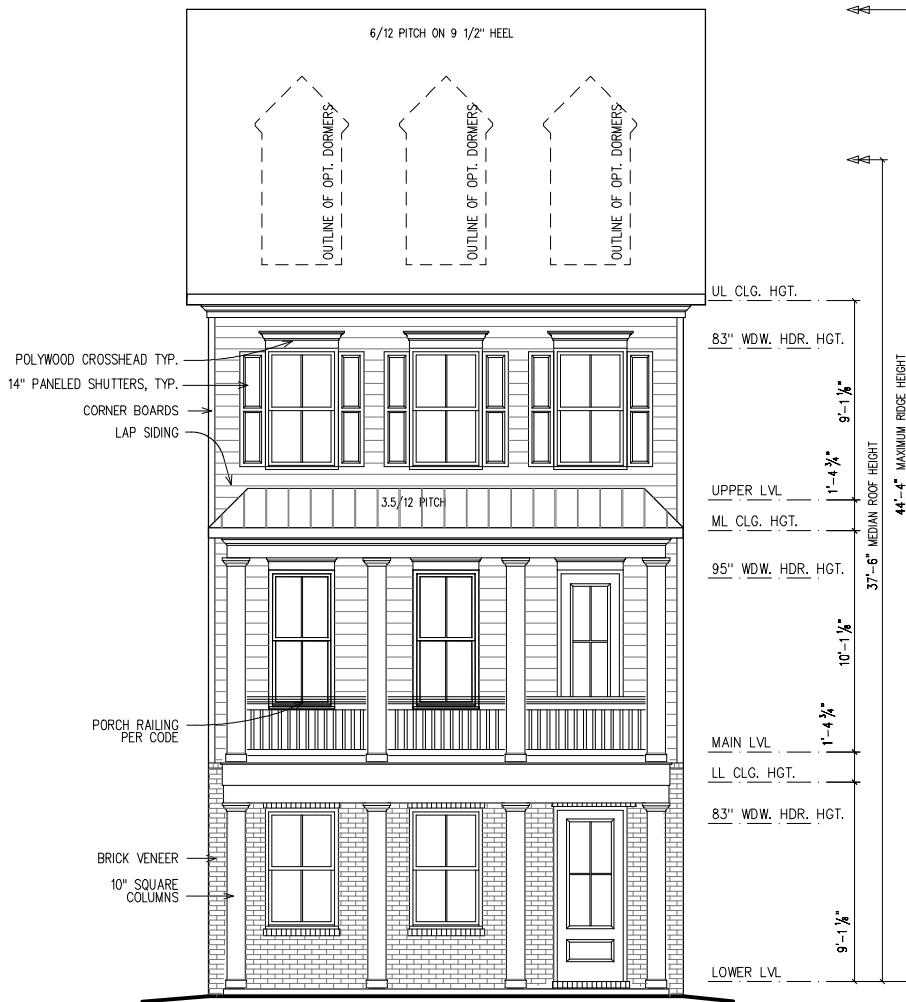 6/12 PITCH ON 9 1/2" HEEL
OUTLINE OF OPT. DORMERS
OUTLINE OF OPT. DORMERS
OUTLINE OF OPT. DORMERS
UL CLG. HGT.
83" WDW. HDR. HGT.
POLYWOOD CROSSHEAD TYP.
14" PANELED SHUTTERS, TYP.
CORNER BOARDS
LAP SIDING
9'-1 1/8"
44'-4" MAXIMUM RIDGE HEIGHT
37'-6" MEDIAN ROOF HEIGHT
1'-4 3/4"
UPPER LVL
3.5/12 PITCH
ML CLG. HGT.
95" WDW. HDR. HGT.
10'-1 1/8"
PORCH RAILING
PER CODE
1'-4 3/4"
MAIN LVL
LL CLG. HGT.
83" WDW. HDR. HGT.
BRICK VENEER
10" SQUARE
COLUMNS
9'-1 1/8"
LOWER LVL